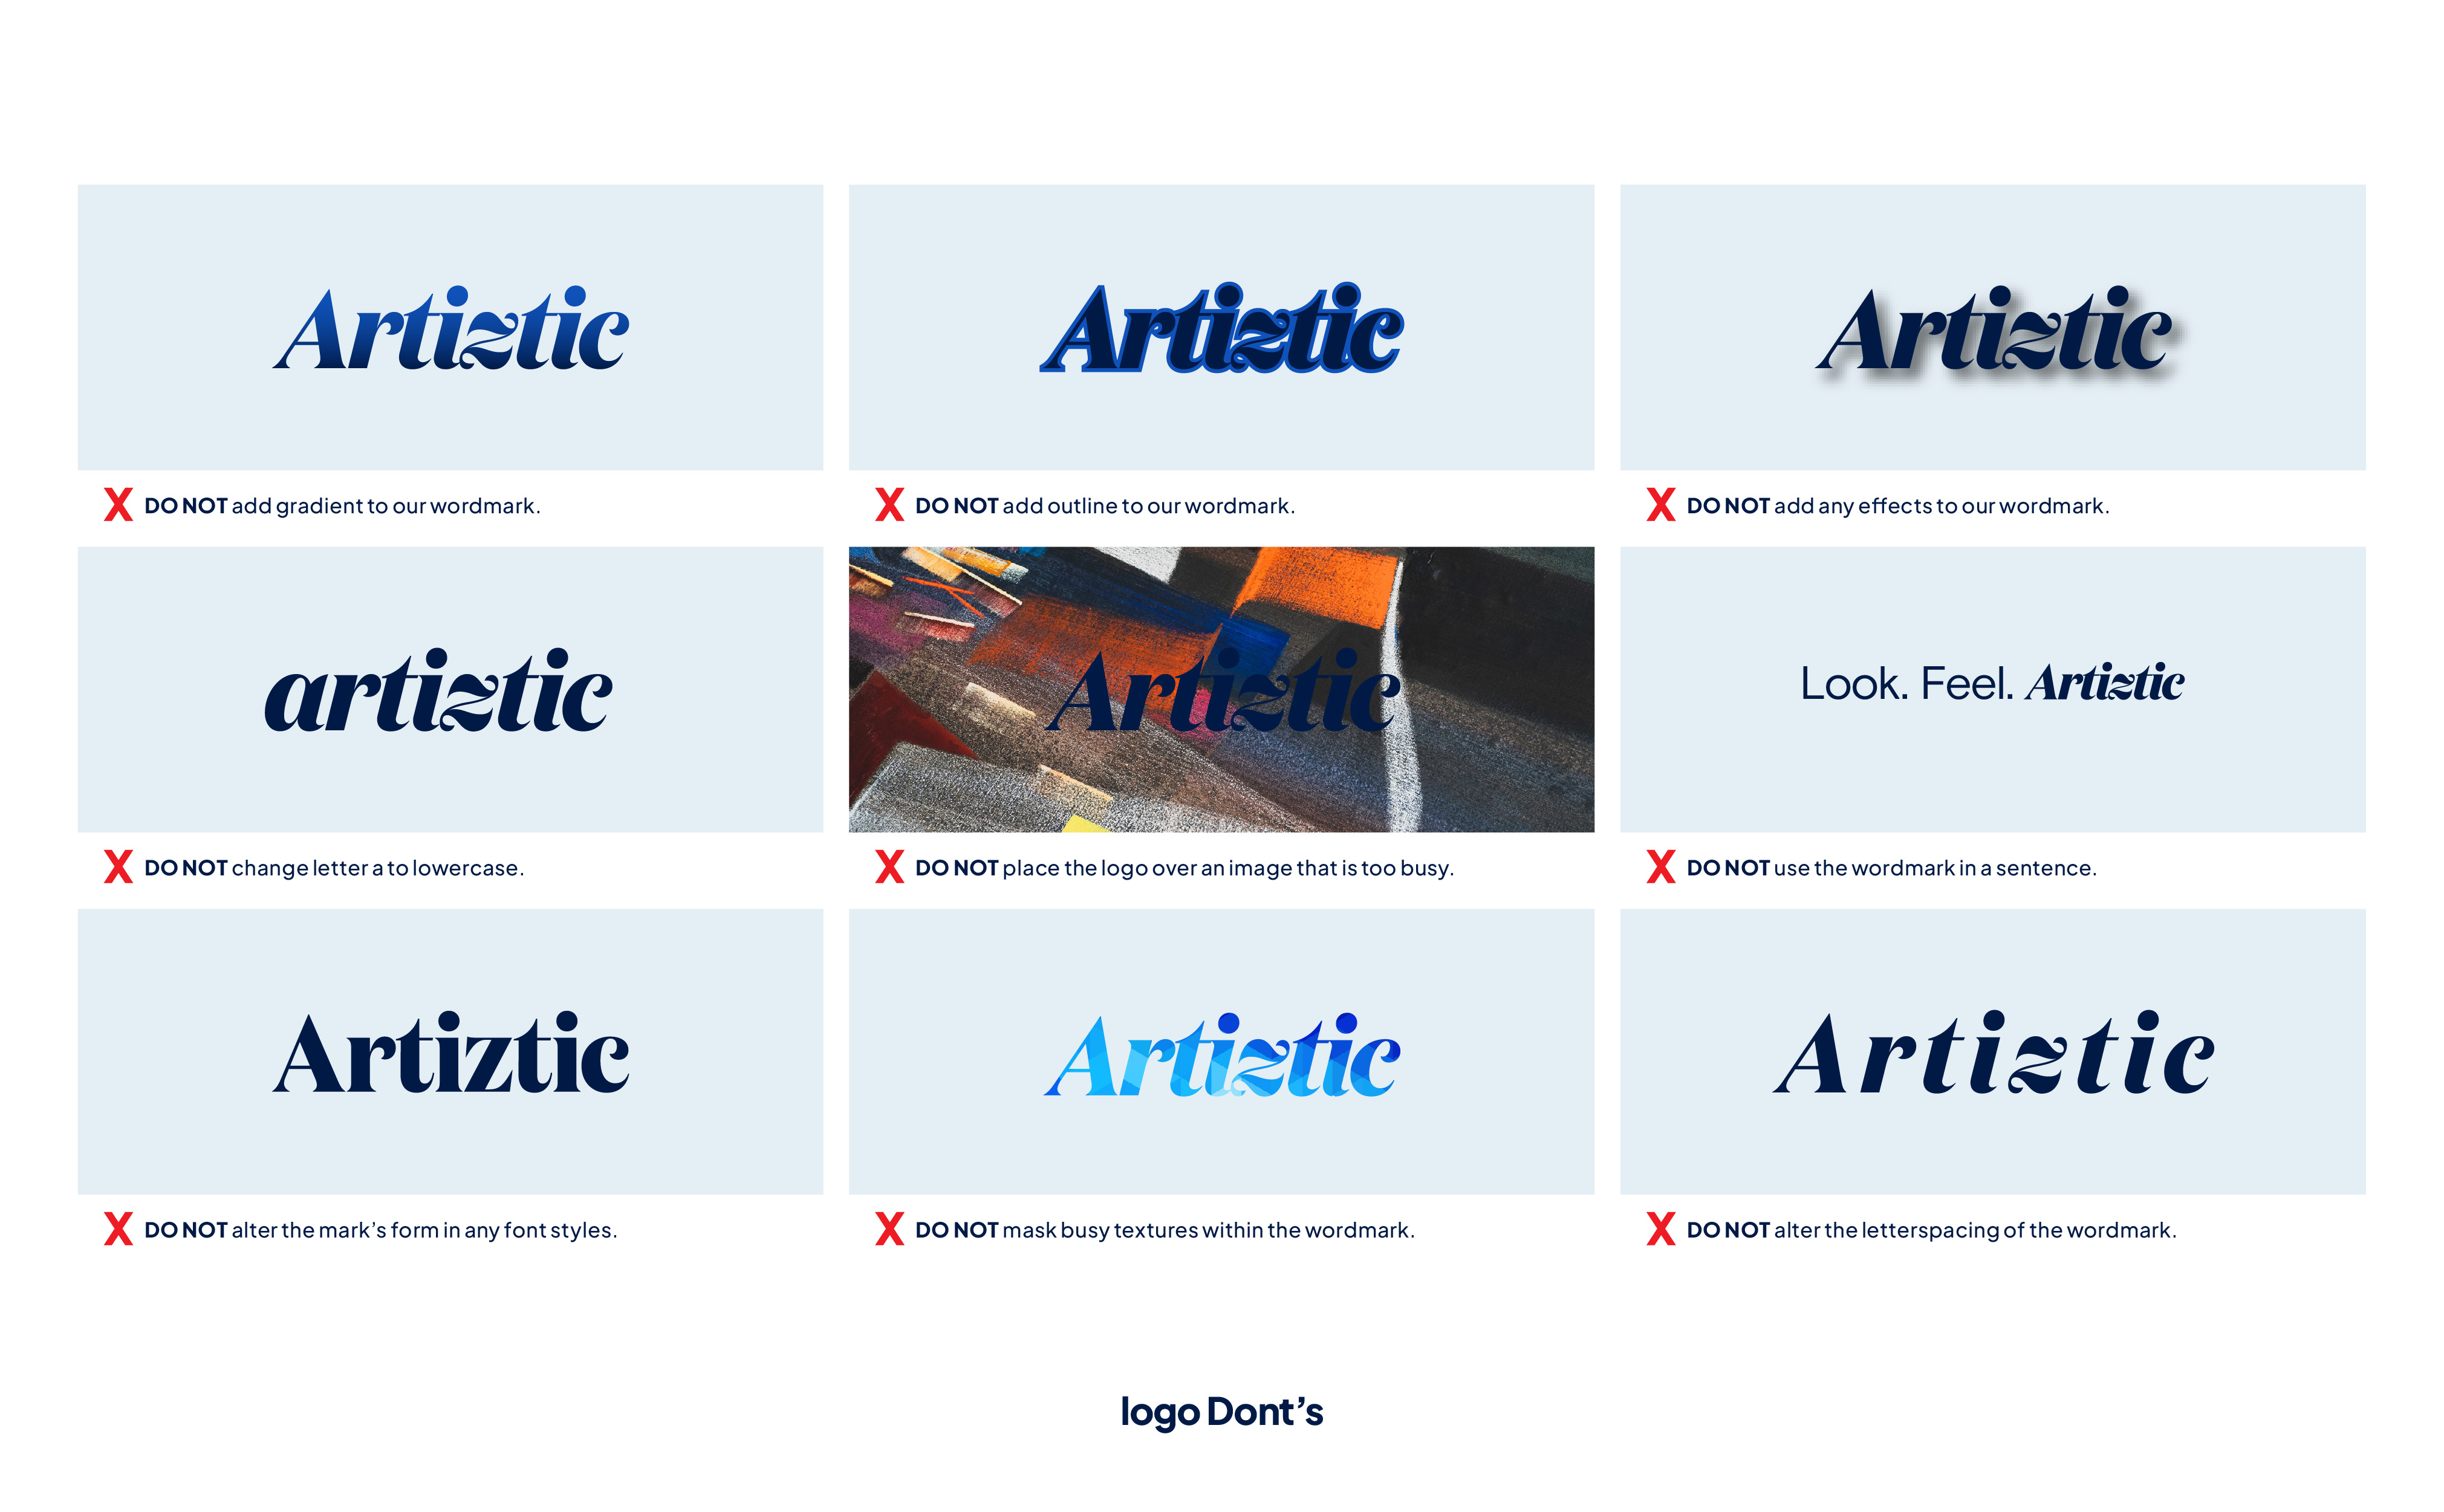 Artiztic
Artiztic
Artiztic
X DO NOT add gradient to our wordmark.
X DO NOT add outline to our wordmark.
X DO NOT add any effects to our wordmark.
artiztic
Artiztic
Look. Feel. Artiztic
X DO NOT change letter a to lowercase.
X DO NOT place the logo over an image that is too busy.
X DO NOT use the wordmark in a sentence.
Artiztic
Artiztic
Artiztic
X DO NOT alter the mark’s form in any font styles.
X DO NOT mask busy textures within the wordmark.
X DO NOT alter the letterspacing of the wordmark.
logo Dont’s